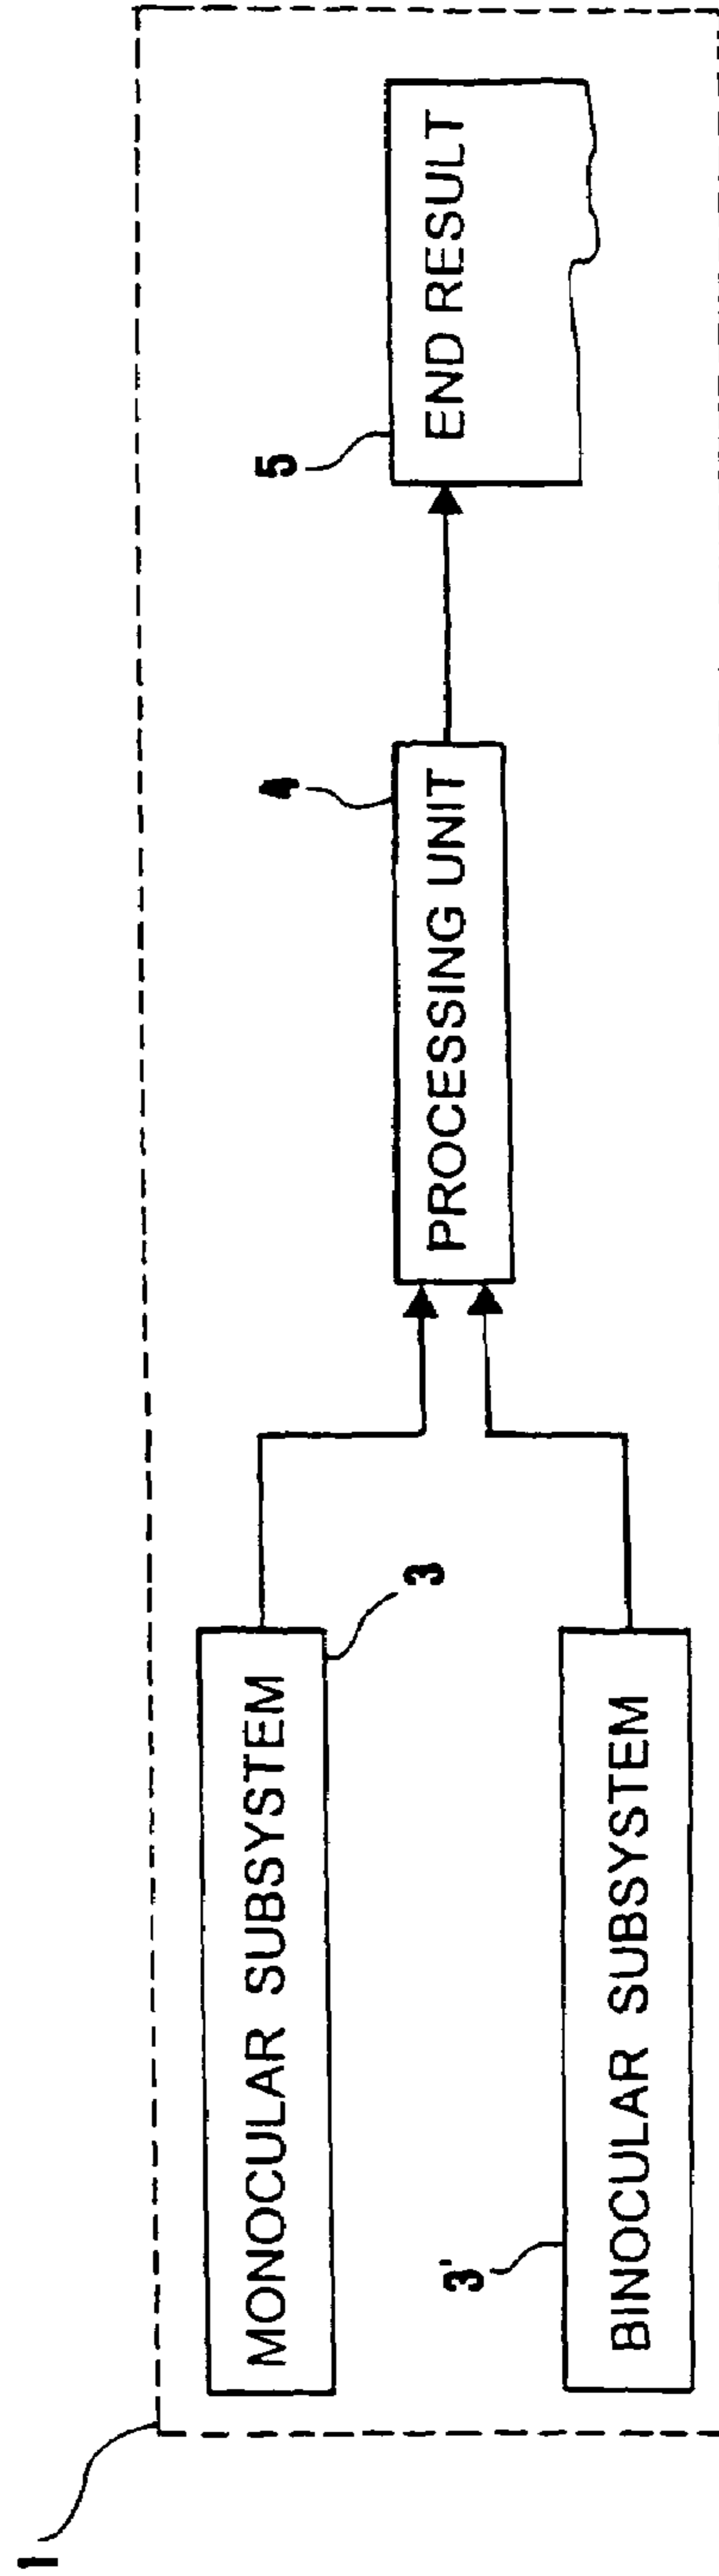 1
MONOCULAR SUBSYSTEM
3
3'
BINOCULAR SUBSYSTEM
4
PROCESSING UNIT
5
END RESULT